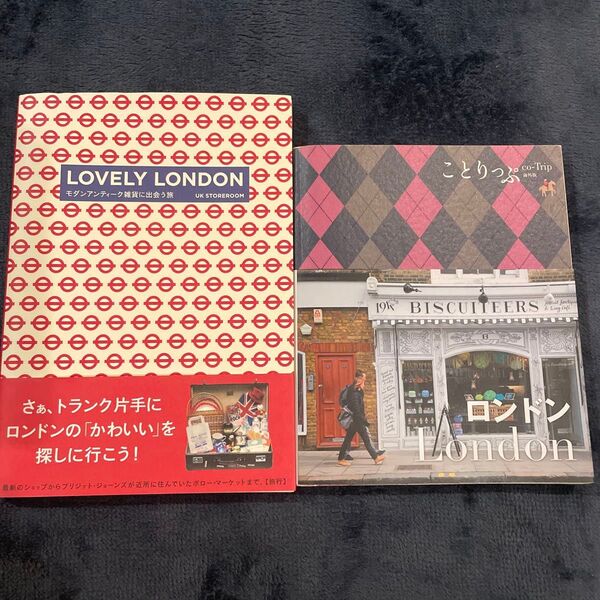 LOVELY LONDON
モダンアンティーク雑貨に出会う旅 UK STOREROOM
さぁ、トランク片手に
ロンドンの「かわいい」を
探しに行こう!
最新のショップからブリジット・ジョーンズが近所に住んでいたボロー・マーケットまで。【旅行】
ことりっぷ co-Trip
海外版
BISCUITEERS
ロンドン
London